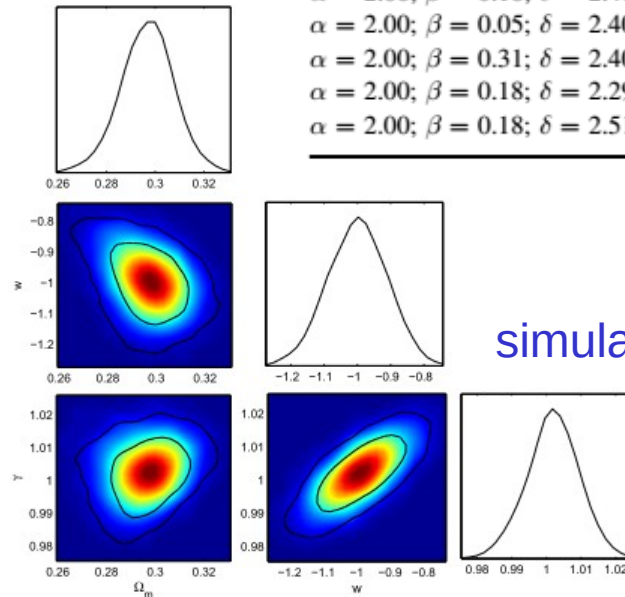 α = 2.00; β = 0.05; δ = 2.40
α = 2.00; β = 0.31; δ = 2.40
α = 2.00; β = 0.18; δ = 2.29
α = 2.00; β = 0.18; δ = 2.51
0.26 0.28 0.3 0.32
−0.8
−0.9
−1
−1.1
−1.2
w
0.26 0.28 0.3 0.32
−1.2 −1.1 −1 −0.9 −0.8
simula
1.02
1.01
1
0.99
0.98
γ
0.26 0.28 0.3 0.32
Ωm
1.02
1.01
1
0.99
0.98
−1.2 −1.1 −1 −0.9 −0.8
w
0.98 0.99 1 1.01 1.02